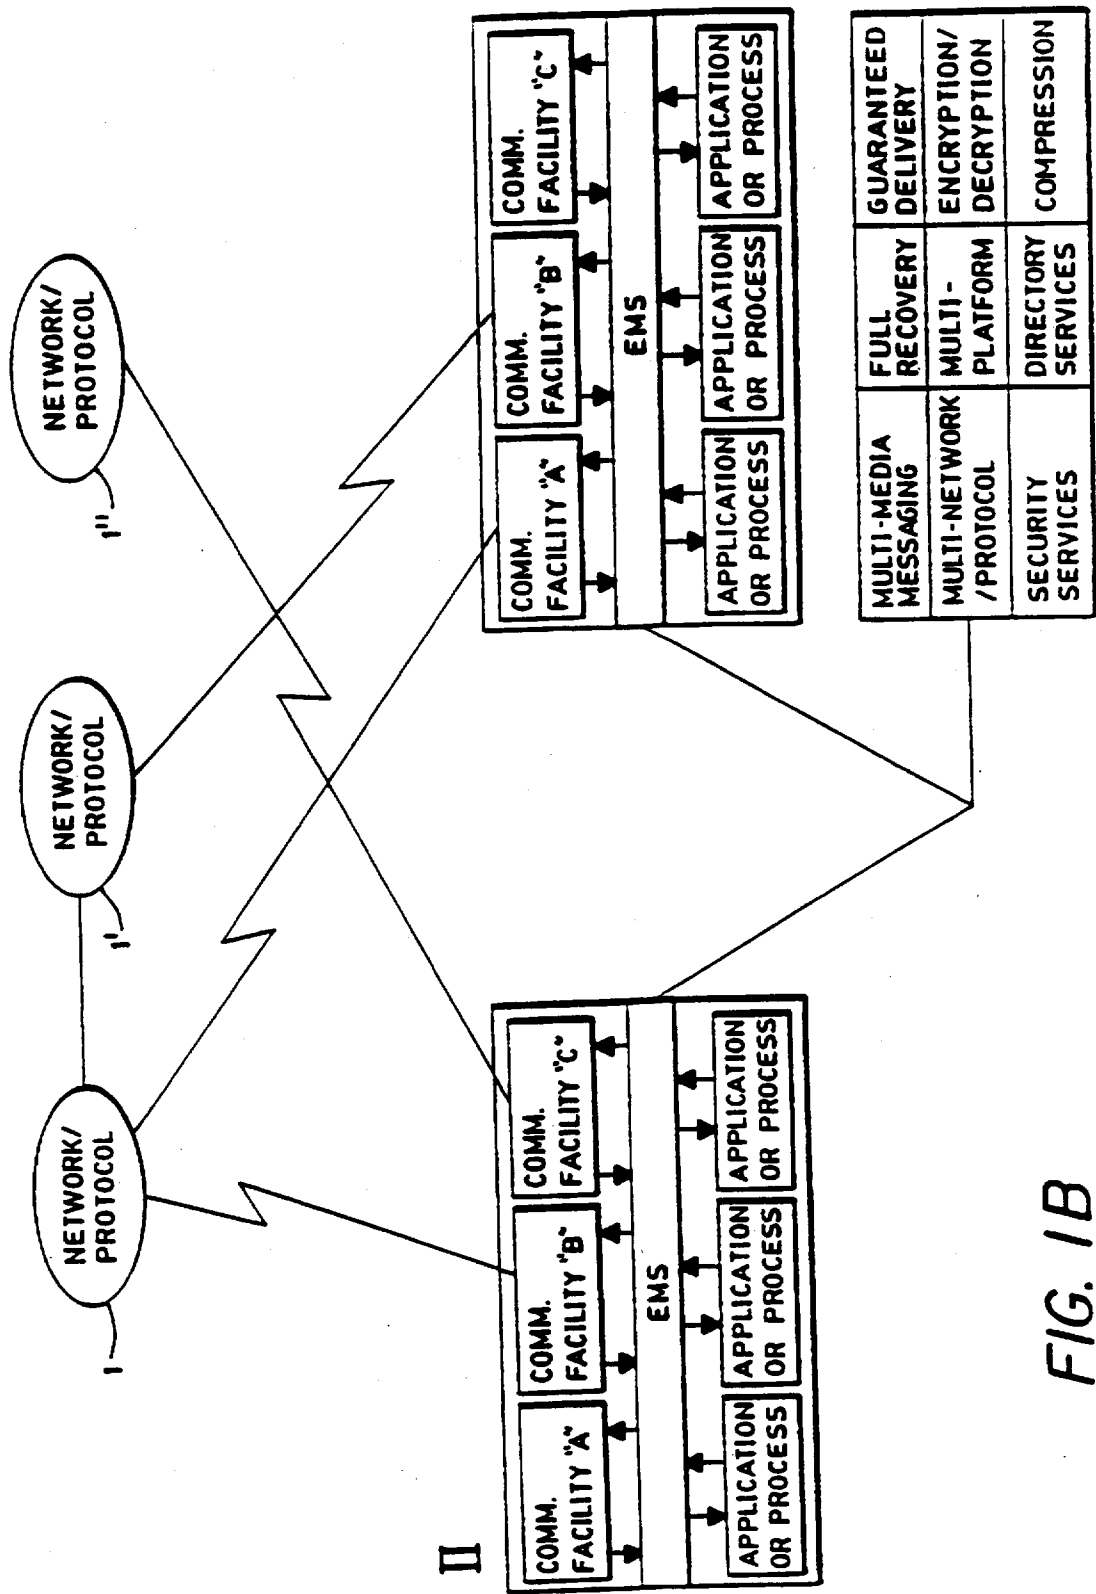 NETWORK/
PROTOCOL
1
NETWORK/
PROTOCOL
1'
NETWORK/
PROTOCOL
1"
II
COMM.
FACILITY "A"
COMM.
FACILITY "B"
COMM.
FACILITY "C"
EMS
APPLICATION
OR PROCESS
APPLICATION
OR PROCESS
APPLICATION
OR PROCESS
COMM.
FACILITY "A"
COMM.
FACILITY "B"
COMM.
FACILITY "C"
EMS
APPLICATION
OR PROCESS
APPLICATION
OR PROCESS
APPLICATION
OR PROCESS
MULTI-MEDIA
MESSAGING
FULL
RECOVERY
GUARANTEED
DELIVERY
MULTI-NETWORK
/PROTOCOL
MULTI-
PLATFORM
ENCRYPTION/
DECRYPTION
SECURITY
SERVICES
DIRECTORY
SERVICES
COMPRESSION
FIG. 1B